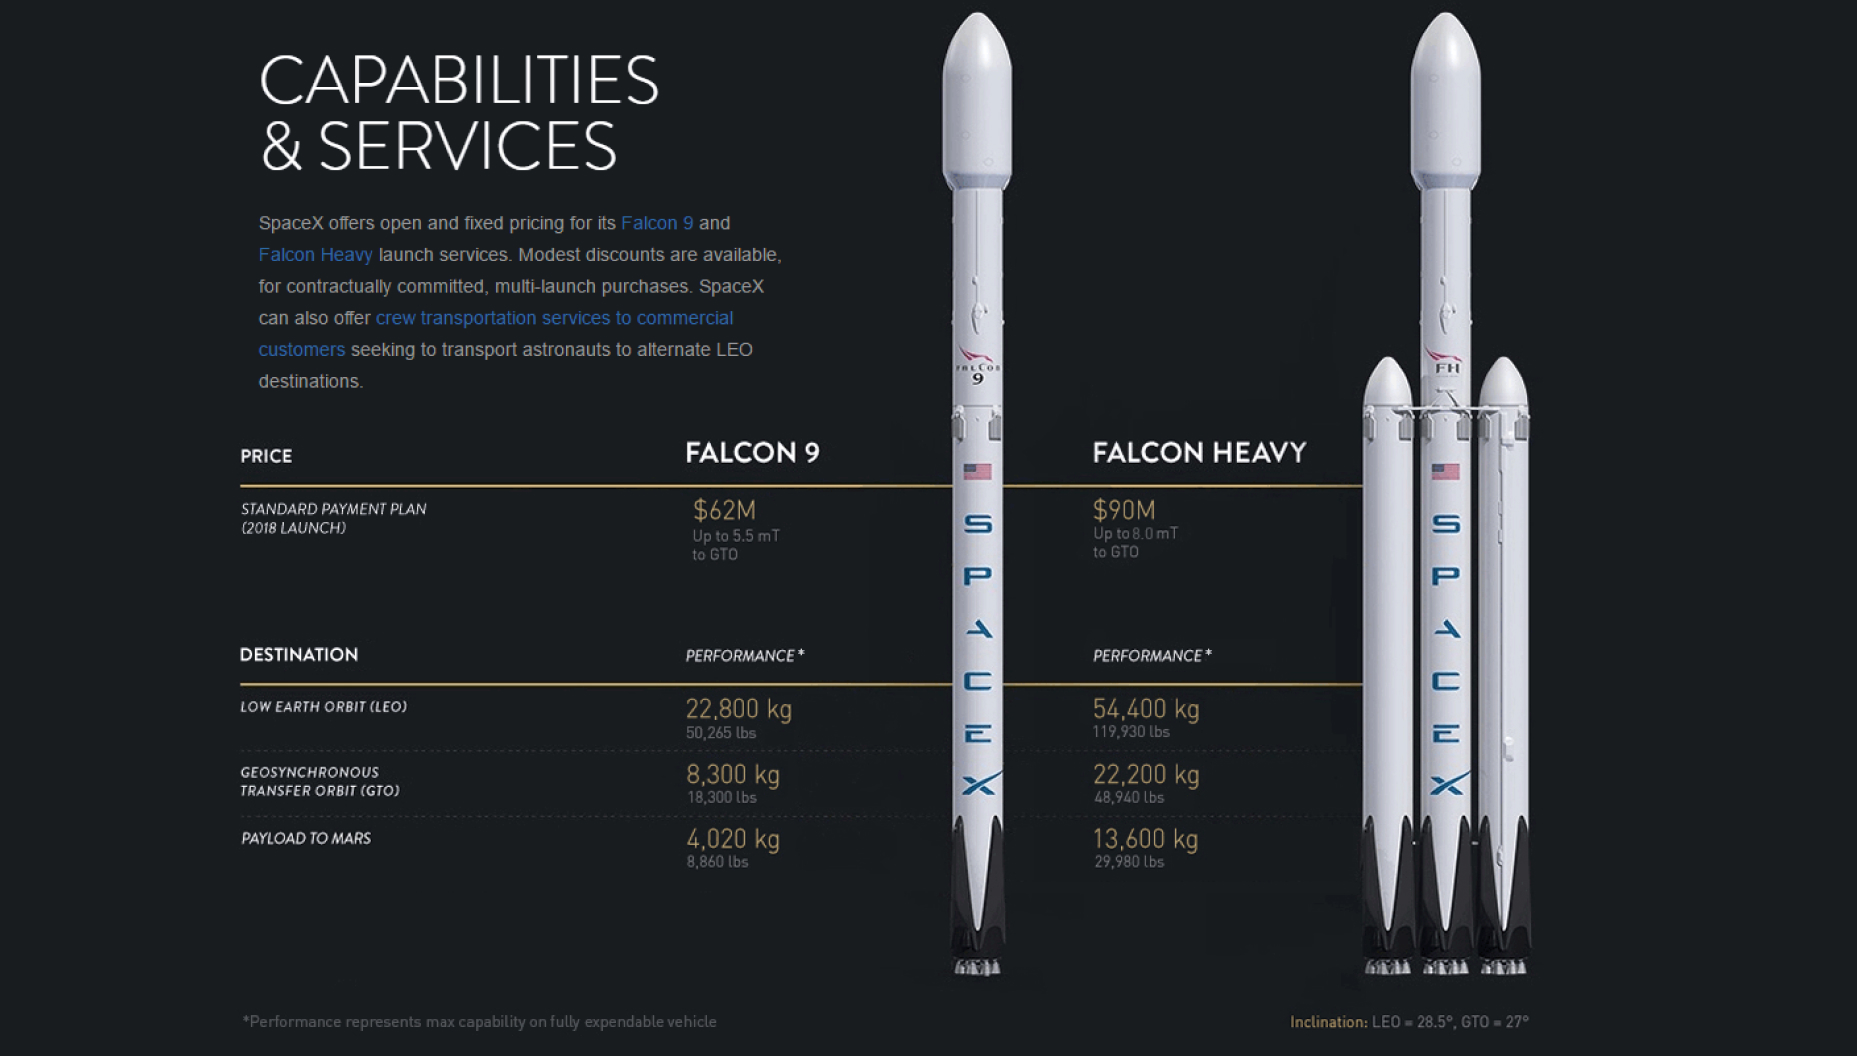 CAPABILITIES
& SERVICES
SpaceX offers open and fixed pricing for its Falcon 9 and
Falcon Heavy launch services. Modest discounts are available,
for contractually committed, multi-launch purchases. SpaceX
can also offer crew transportation services to commercial
customers seeking to transport astronauts to alternate LEO
destinations.
PRICE
FALCON 9
FALCON HEAVY
STANDARD PAYMENT PLAN
(2018 LAUNCH)
$62M
Up to 5.5 mT
to GTO
$90M
Up to 8.0 mT
to GTO
DESTINATION
PERFORMANCE*
PERFORMANCE*
LOW EARTH ORBIT (LEO)
22,800 kg
50,265 lbs
54,400 kg
119,930 lbs
GEOSYNCHRONOUS
TRANSFER ORBIT (GTO)
8,300 kg
18,300 lbs
22,200 kg
48,940 lbs
PAYLOAD TO MARS
4,020 kg
8,860 lbs
13,600 kg
29,980 lbs
FALCON
9
SPACEX
FH
SPACEX
*Performance represents max capability on fully expendable vehicle
Inclination: LEO = 28.5°, GTO = 27°